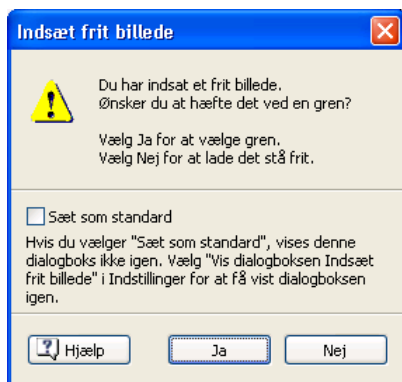 Indsæt frit billede
Du har indsat et frit billede.
Ønsker du at hæfte det ved en gren?
Vælg Ja for at vælge gren.
Vælg Nej for at lade det stå frit.
Sæt som standard
Hvis du vælger "Sæt som standard", vises denne
dialogboks ikke igen. Vælg "Vis dialogboksen Indsæt
frit billede" i Indstillinger for at få vist dialogboksen
igen.
Hjælp
Ja
Nej